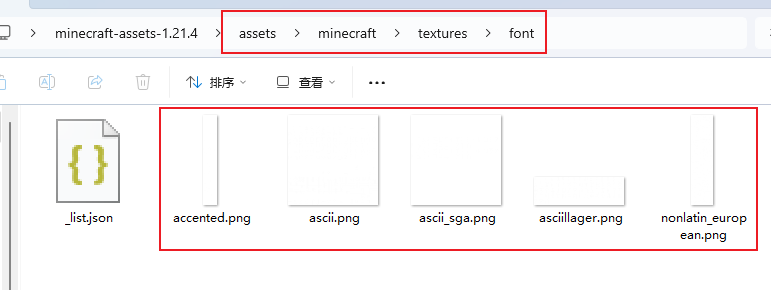 minecraft-assets-1.21.4 > assets > minecraft > textures > font
排序 查看 •••
_list.json accented.png ascii.png ascii_sga.png asciillager.png nonlatin_europ
ean.png